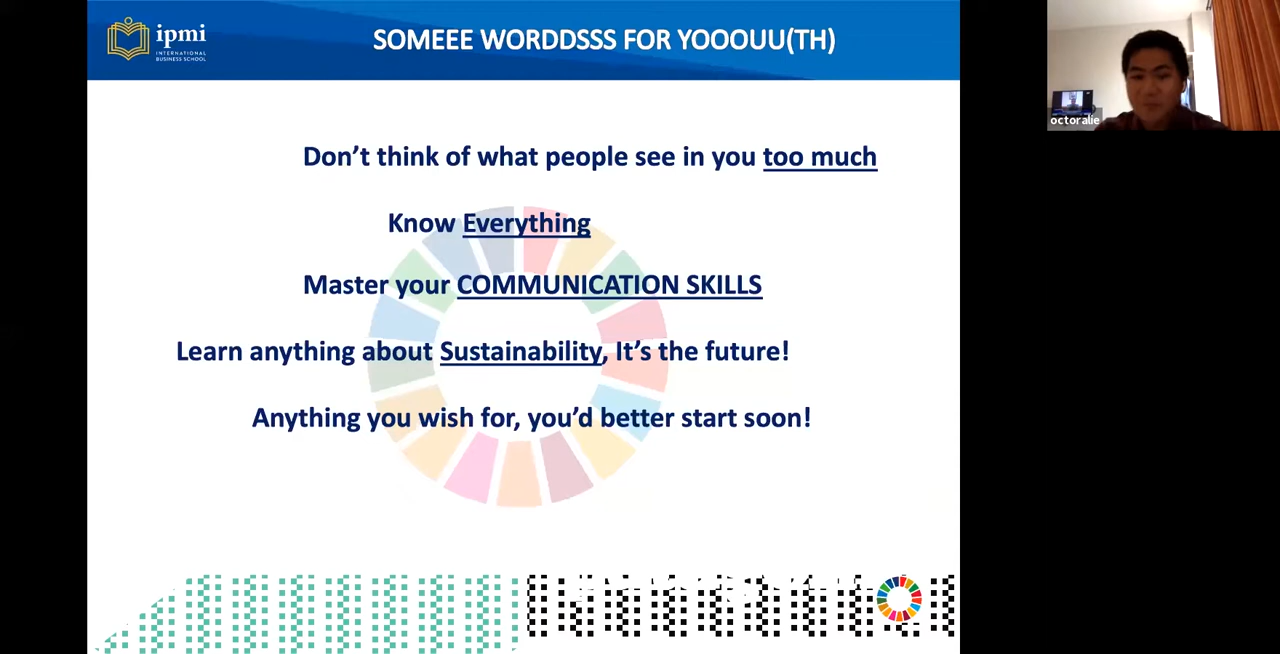 ipmi
INTERNATIONAL
BUSINESS SCHOOL
SOMEEE WORDDSSS FOR YOOOUU(TH)
octoralie
Don't think of what people see in you too much
Know Everything
Master your COMMUNICATION SKILLS
Learn anything about Sustainability, It's the future!
Anything you wish for, you'd better start soon!